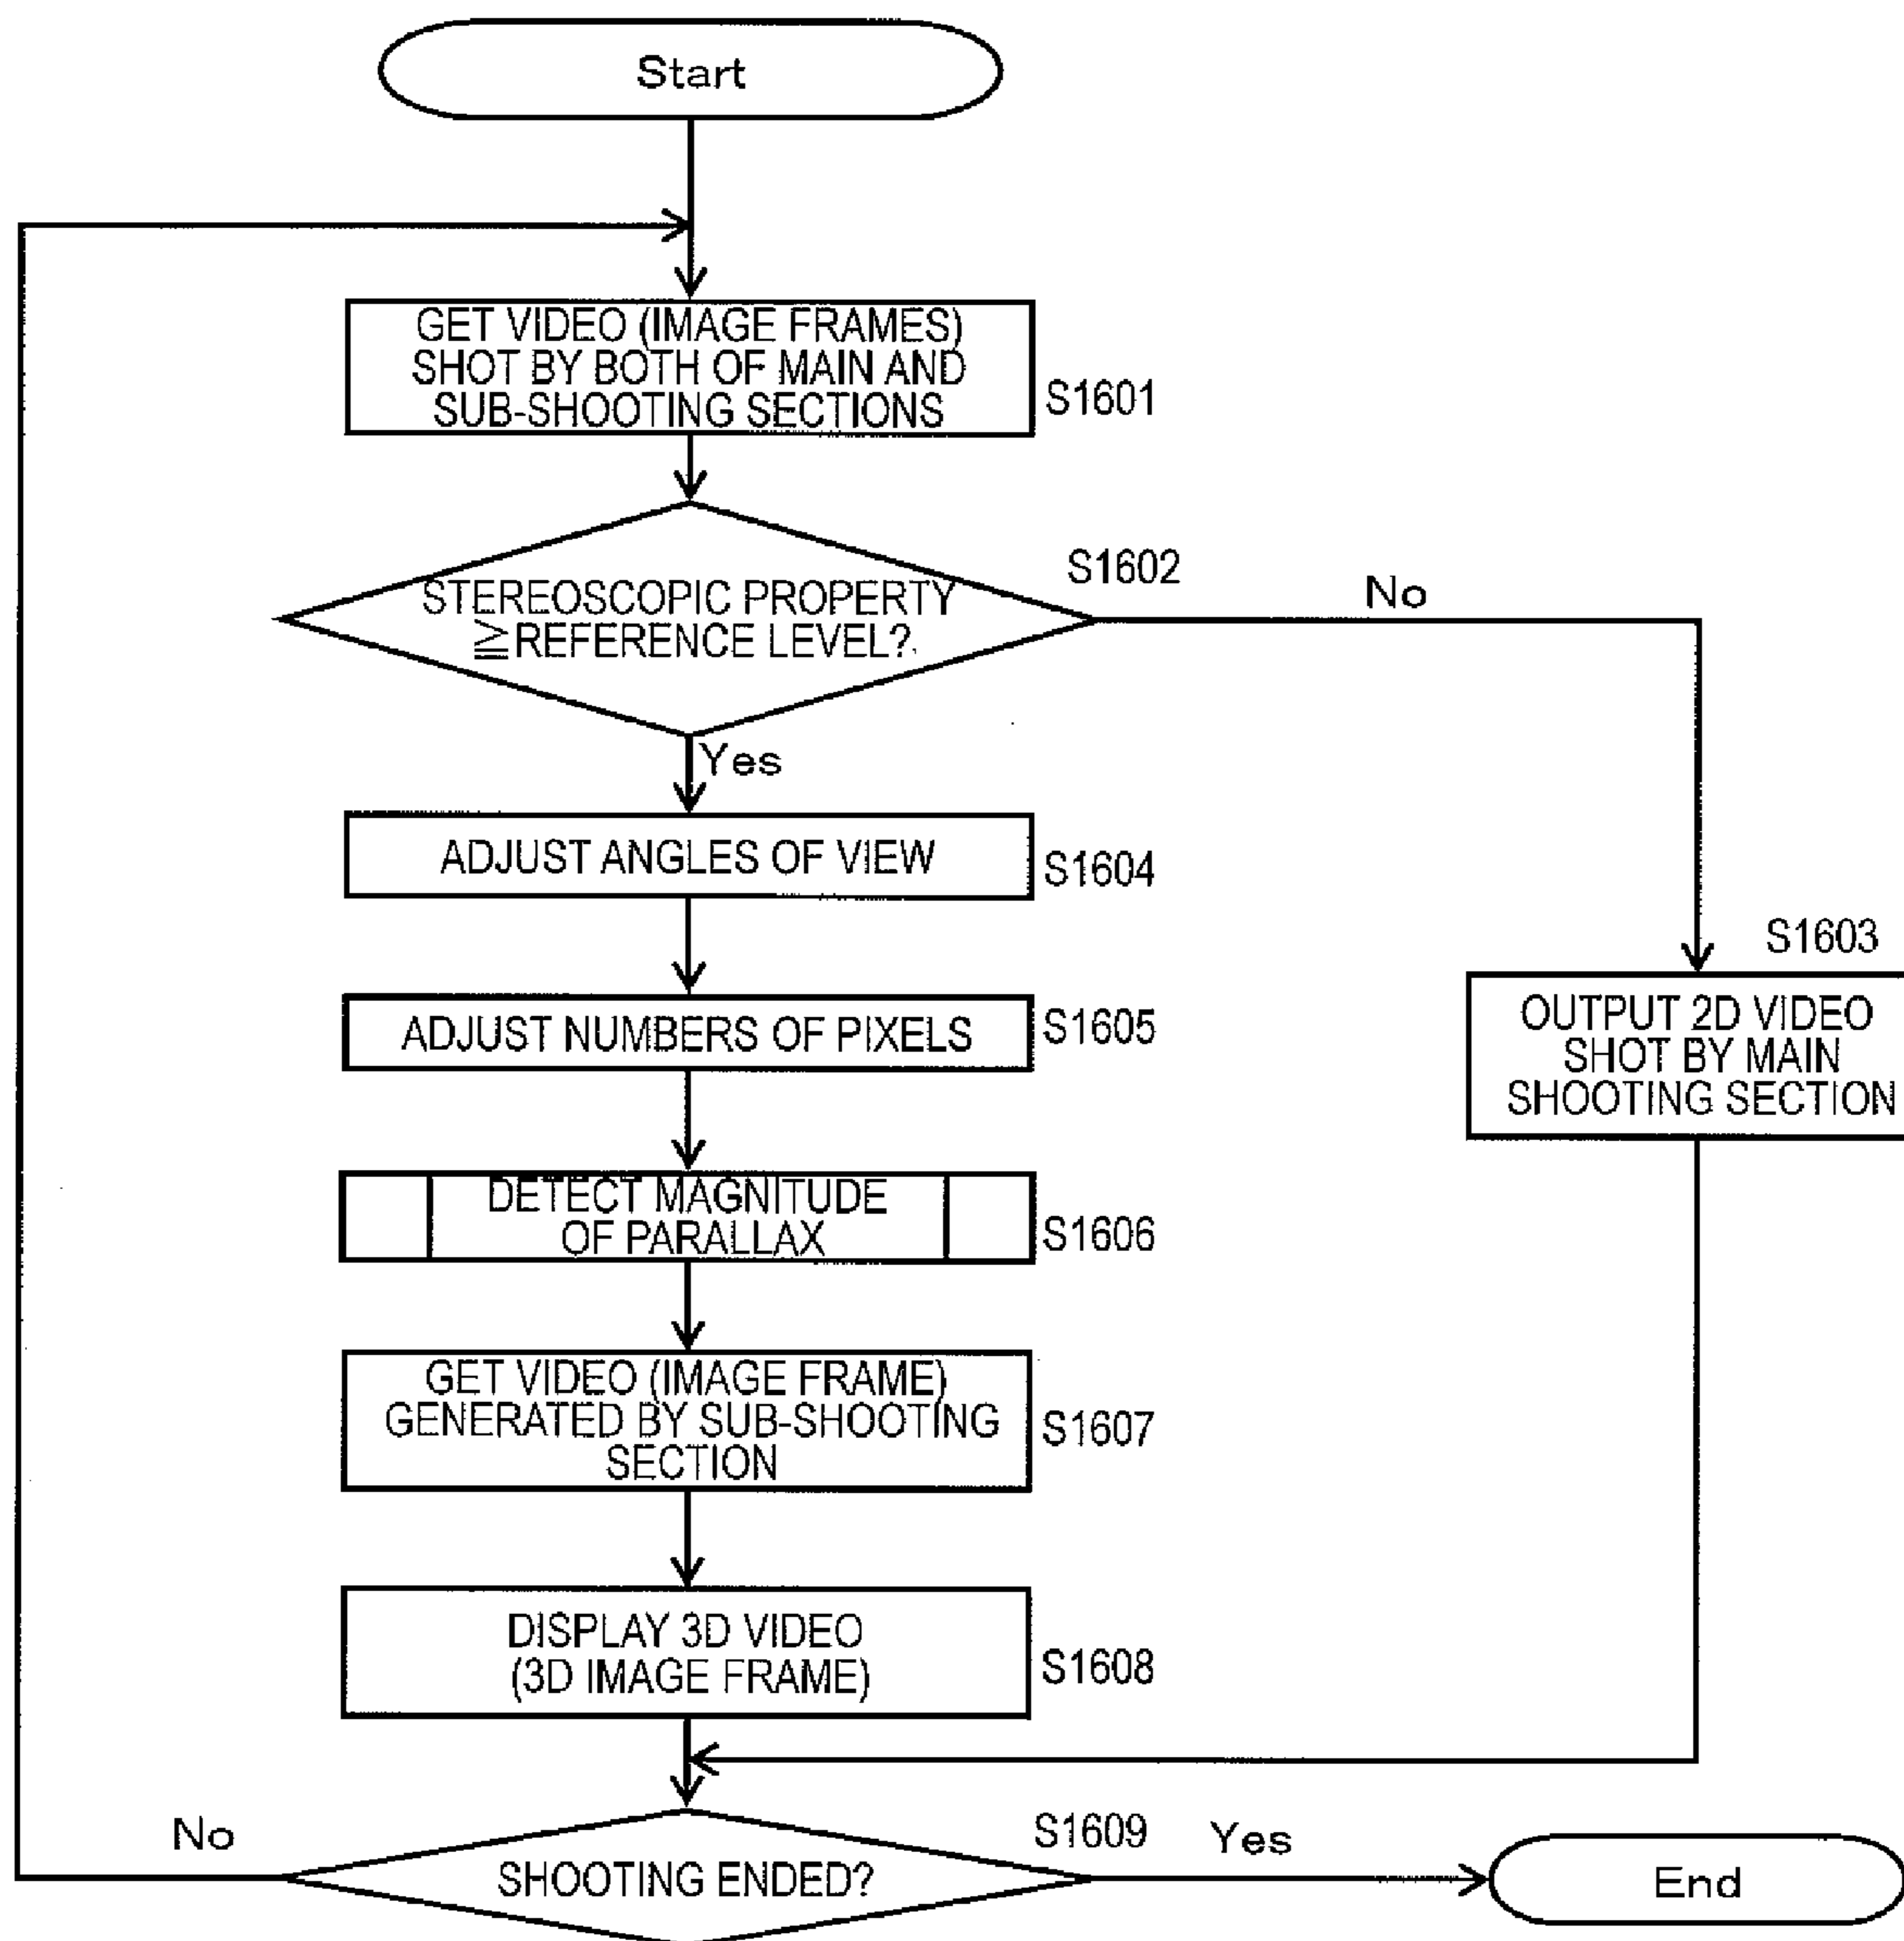 Start
GET VIDEO (IMAGE FRAMES)
SHOT BY BOTH OF MAIN AND
SUB-SHOOTING SECTIONS
S1601
STEREOSCOPIC PROPERTY
≧REFERENCE LEVEL?
S1602
No
Yes
ADJUST ANGLES OF VIEW
S1604
S1603
OUTPUT 2D VIDEO
SHOT BY MAIN
SHOOTING SECTION
ADJUST NUMBERS OF PIXELS
S1605
DETECT MAGNITUDE
OF PARALLAX
S1606
GET VIDEO (IMAGE FRAME)
GENERATED BY SUB-SHOOTING
SECTION
S1607
DISPLAY 3D VIDEO
(3D IMAGE FRAME)
S1608
No
SHOOTING ENDED?
S1609
Yes
End